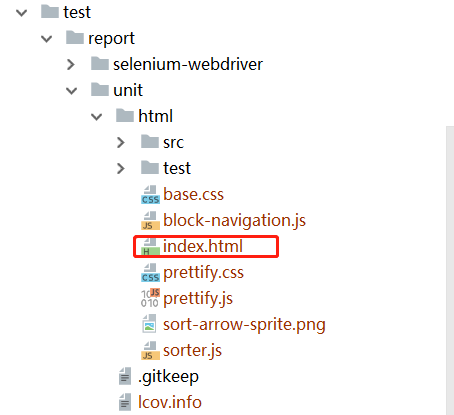 test
report
selenium-webdriver
unit
html
src
test
base.css
block-navigation.js
index.html
prettify.css
prettify.js
sort-arrow-sprite.png
sorter.js
.gitkeep
lcov.info